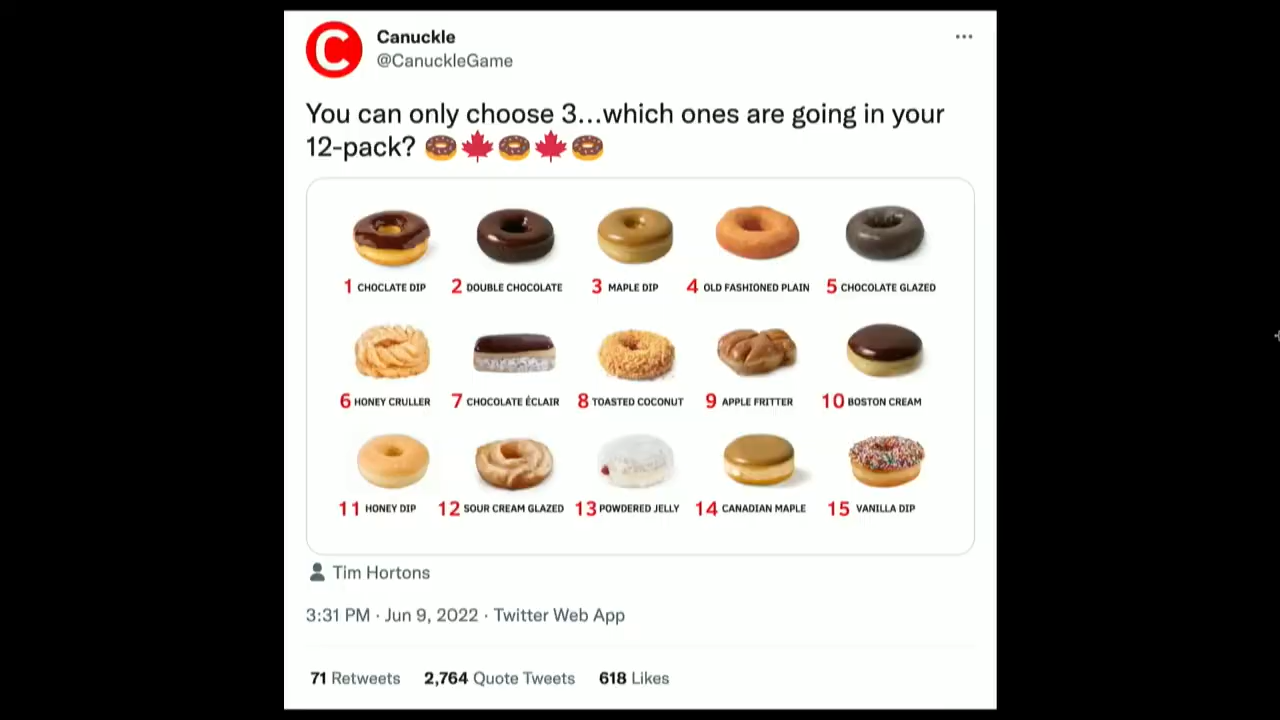 C
Canuckle
@CanuckleGame
You can only choose 3...which ones are going in your
12-pack? 🍩🍁🍩🍁🍩
1 CHOCLATE DIP 2 DOUBLE CHOCOLATE 3 MAPLE DIP 4 OLD FASHIONED PLAIN 5 CHOCOLATE GLAZED
6 HONEY CRULLER 7 CHOCOLATE ÉCLAIR 8 TOASTED COCONUT 9 APPLE FRITTER 10 BOSTON CREAM
11 HONEY DIP 12 SOUR CREAM GLAZED 13 POWDERED JELLY 14 CANADIAN MAPLE 15 VANILLA DIP
Tim Hortons
3:31 PM · Jun 9, 2022 · Twitter Web App
71 Retweets 2,764 Quote Tweets 618 Likes